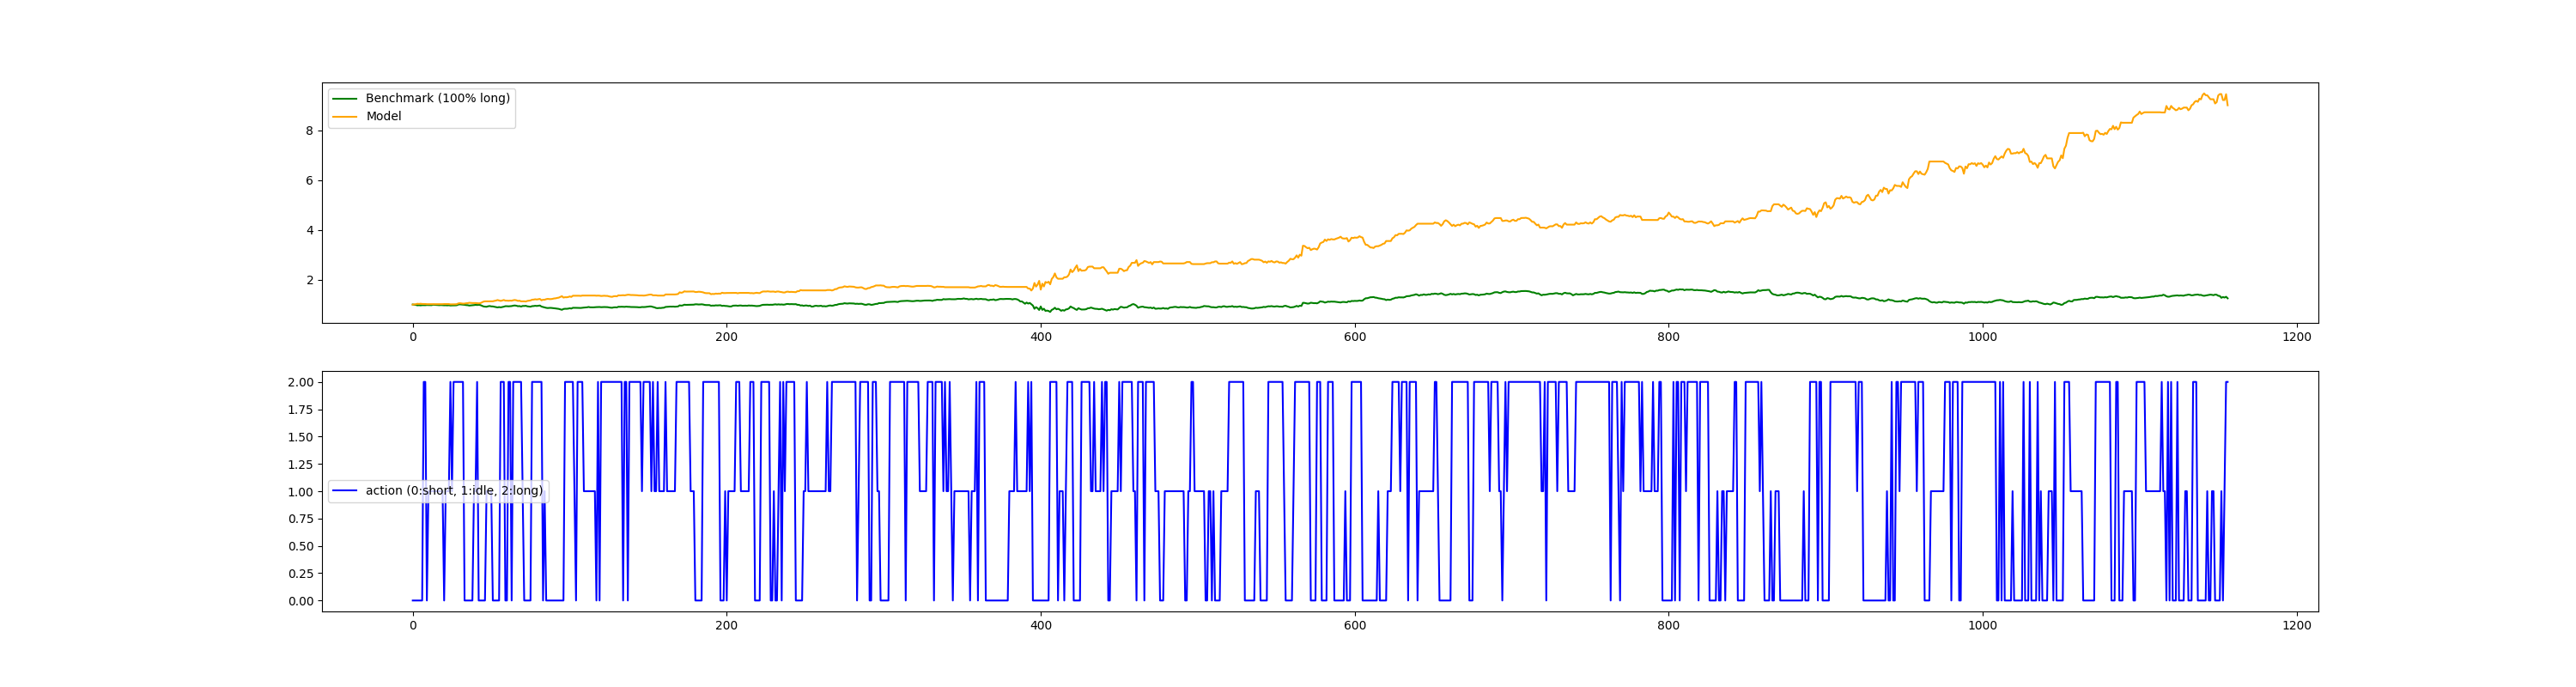 Benchmark (100% long)
Model
8
6
4
2
0 200 400 600 800 1000 1200
2.00
1.75
1.50
1.25
1.00
action (0:short, 1:idle, 2:long)
0.75
0.50
0.25
0.00
0 200 400 600 800 1000 1200